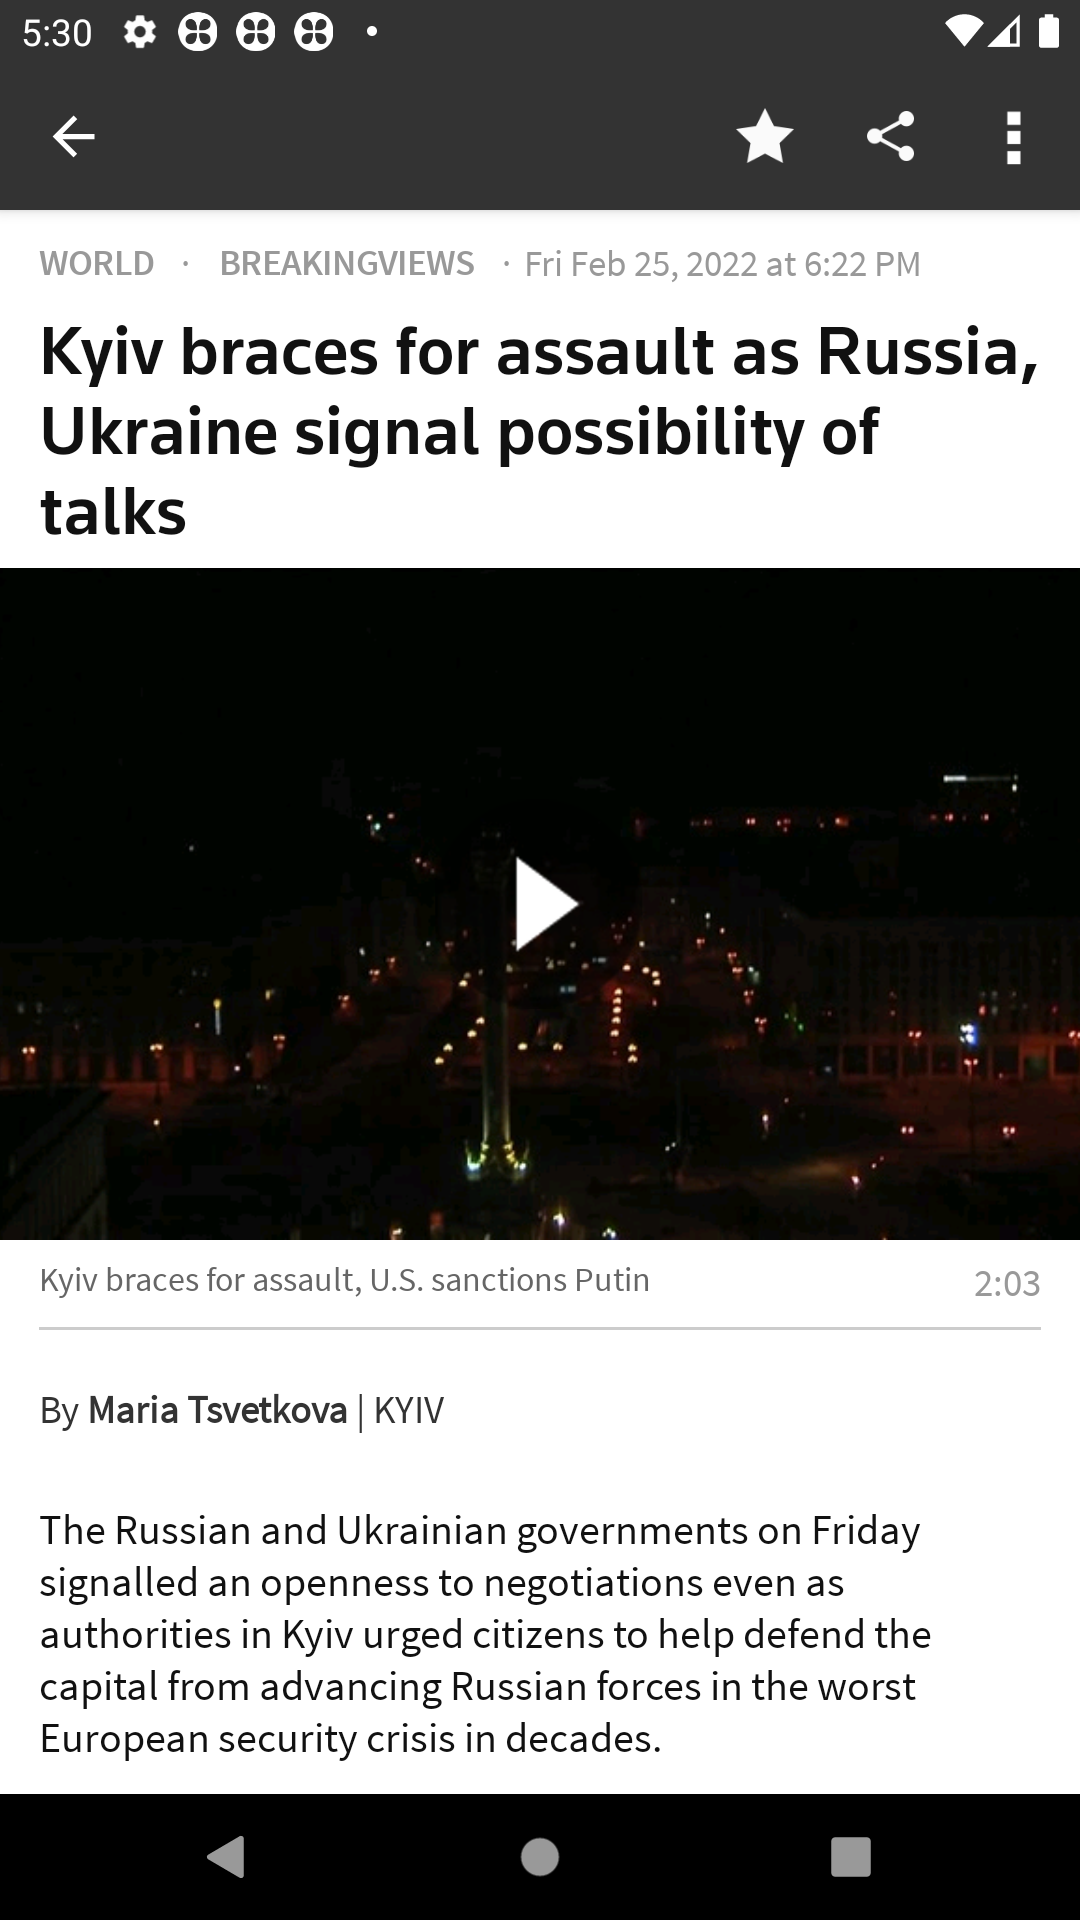 5:30
WORLD · BREAKINGVIEWS · Fri Feb 25, 2022 at 6:22 PM
Kyiv braces for assault as Russia,
Ukraine signal possibility of
talks
Kyiv braces for assault, U.S. sanctions Putin 2:03
By Maria Tsvetkova | KYIV
The Russian and Ukrainian governments on Friday
signalled an openness to negotiations even as
authorities in Kyiv urged citizens to help defend the
capital from advancing Russian forces in the worst
European security crisis in decades.